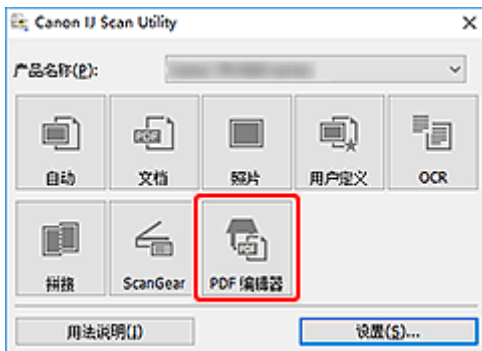 Canon IJ Scan Utility
产品名称(P):
自动 文档 照片 用户定义 OCR
拼接 ScanGear PDF 编辑器
用法说明(J) 设置(S)...